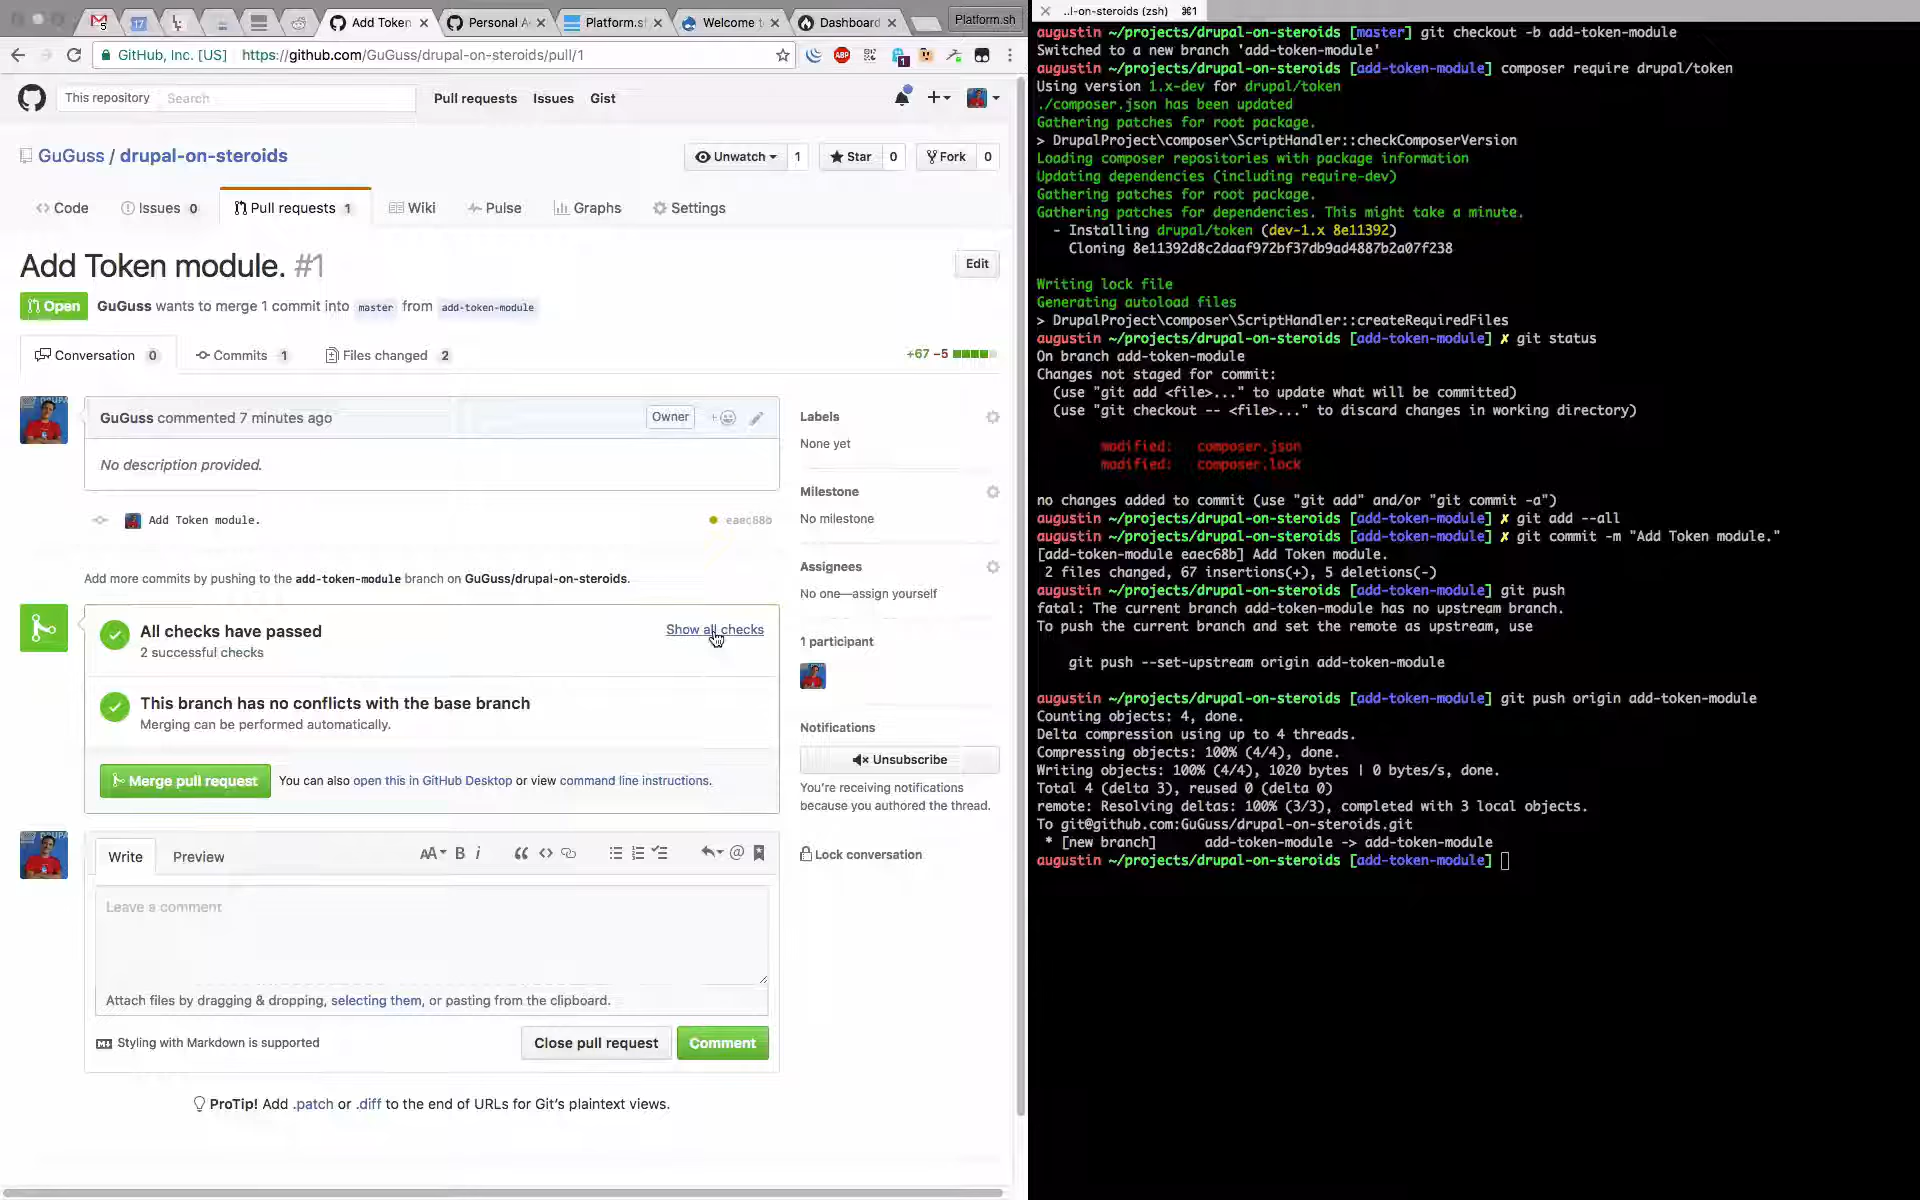 Add Token
Personal A
Platform.sh
Welcome to
Dashboard
Platform.sh
GitHub, Inc. [US]
https://github.com/GuGuss/drupal-on-steroids/pull/1
This repository
Search
Pull requests
Issues
Gist
GuGuss / drupal-on-steroids
Unwatch
1
Star
0
Fork
0
Code
Issues 0
Pull requests 1
Wiki
Pulse
Graphs
Settings
Add Token module. #1
Edit
Open
GuGuss wants to merge 1 commit into master from add-token-module
Conversation 0
Commits 1
Files changed 2
+67 −5
GuGuss commented 7 minutes ago
Owner
No description provided.
Add Token module.
eaec68b
Add more commits by pushing to the add-token-module branch on GuGuss/drupal-on-steroids.
All checks have passed
Show all checks
2 successful checks
This branch has no conflicts with the base branch
Merging can be performed automatically.
Merge pull request
You can also open this in GitHub Desktop or view command line instructions.
Write
Preview
AA
B
i
Leave a comment
Attach files by dragging & dropping, selecting them, or pasting from the clipboard.
Styling with Markdown is supported
Close pull request
Comment
ProTip! Add .patch or .diff to the end of URLs for Git's plaintext views.
Labels
None yet
Milestone
No milestone
Assignees
No one—assign yourself
1 participant
Notifications
Unsubscribe
You're receiving notifications
because you authored the thread.
Lock conversation
..l-on-steroids (zsh) ⌘1
augustin ~/projects/drupal-on-steroids [master] git checkout -b add-token-module
Switched to a new branch 'add-token-module'
augustin ~/projects/drupal-on-steroids [add-token-module] composer require drupal/token
Using version 1.x-dev for drupal/token
./composer.json has been updated
Gathering patches for root package.
> DrupalProject\composer\ScriptHandler::checkComposerVersion
Loading composer repositories with package information
Updating dependencies (including require-dev)
Gathering patches for root package.
Gathering patches for dependencies. This might take a minute.
- Installing drupal/token (dev-1.x 8e11392)
Cloning 8e11392d8c2daaf972bf37db9ad4887b2a07f238
Writing lock file
Generating autoload files
> DrupalProject\composer\ScriptHandler::createRequiredFiles
augustin ~/projects/drupal-on-steroids [add-token-module] ✗ git status
On branch add-token-module
Changes not staged for commit:
(use "git add <file>..." to update what will be committed)
(use "git checkout -- <file>..." to discard changes in working directory)
modified: composer.json
modified: composer.lock
no changes added to commit (use "git add" and/or "git commit -a")
augustin ~/projects/drupal-on-steroids [add-token-module] ✗ git add --all
augustin ~/projects/drupal-on-steroids [add-token-module] ✗ git commit -m "Add Token module."
[add-token-module eaec68b] Add Token module.
2 files changed, 67 insertions(+), 5 deletions(-)
augustin ~/projects/drupal-on-steroids [add-token-module] git push
fatal: The current branch add-token-module has no upstream branch.
To push the current branch and set the remote as upstream, use
git push --set-upstream origin add-token-module
augustin ~/projects/drupal-on-steroids [add-token-module] git push origin add-token-module
Counting objects: 4, done.
Delta compression using up to 4 threads.
Compressing objects: 100% (4/4), done.
Writing objects: 100% (4/4), 1020 bytes | 0 bytes/s, done.
Total 4 (delta 3), reused 0 (delta 0)
remote: Resolving deltas: 100% (3/3), completed with 3 local objects.
To git@github.com:GuGuss/drupal-on-steroids.git
* [new branch] add-token-module -> add-token-module
augustin ~/projects/drupal-on-steroids [add-token-module]